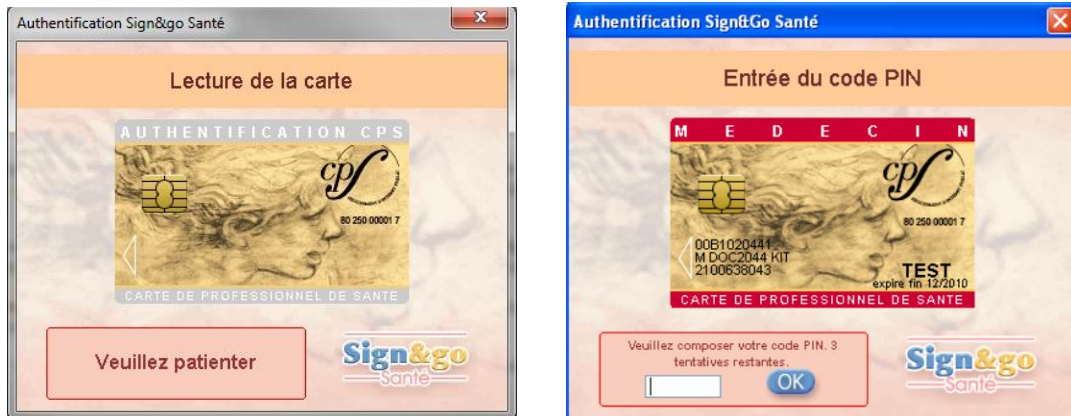 Authentification Sign&go Santé
Lecture de la carte
AUTHENTIFICATION CPS
cps
80 250 00001 7
CARTE DE PROFESSIONNEL DE SANTE
Veuillez patienter
Sign&go
Santé
Authentification Sign&Go Santé
Entrée du code PIN
MEDECIN
cps
80 250 00001 7
00B1020441
M DOC2044 KIT
2100638043
TEST
expire fin 12/2010
CARTE DE PROFESSIONNEL DE SANTE
Veuillez composer votre code PIN. 3
tentatives restantes.
OK
Sign&go
Santé